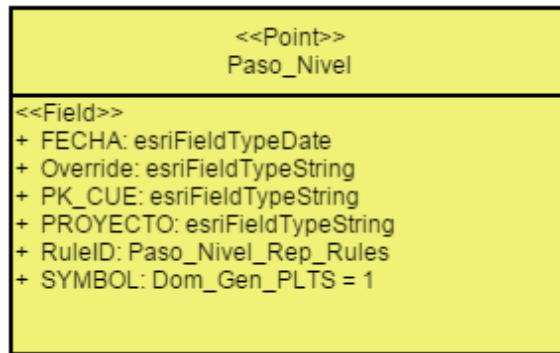 <<Point>>
Paso_Nivel
<<Field>>
+ FECHA: esriFieldTypeDate
+ Override: esriFieldTypeString
+ PK_CUE: esriFieldTypeString
+ PROYECTO: esriFieldTypeString
+ RuleID: Paso_Nivel_Rep_Rules
+ SYMBOL: Dom_Gen_PLTS = 1